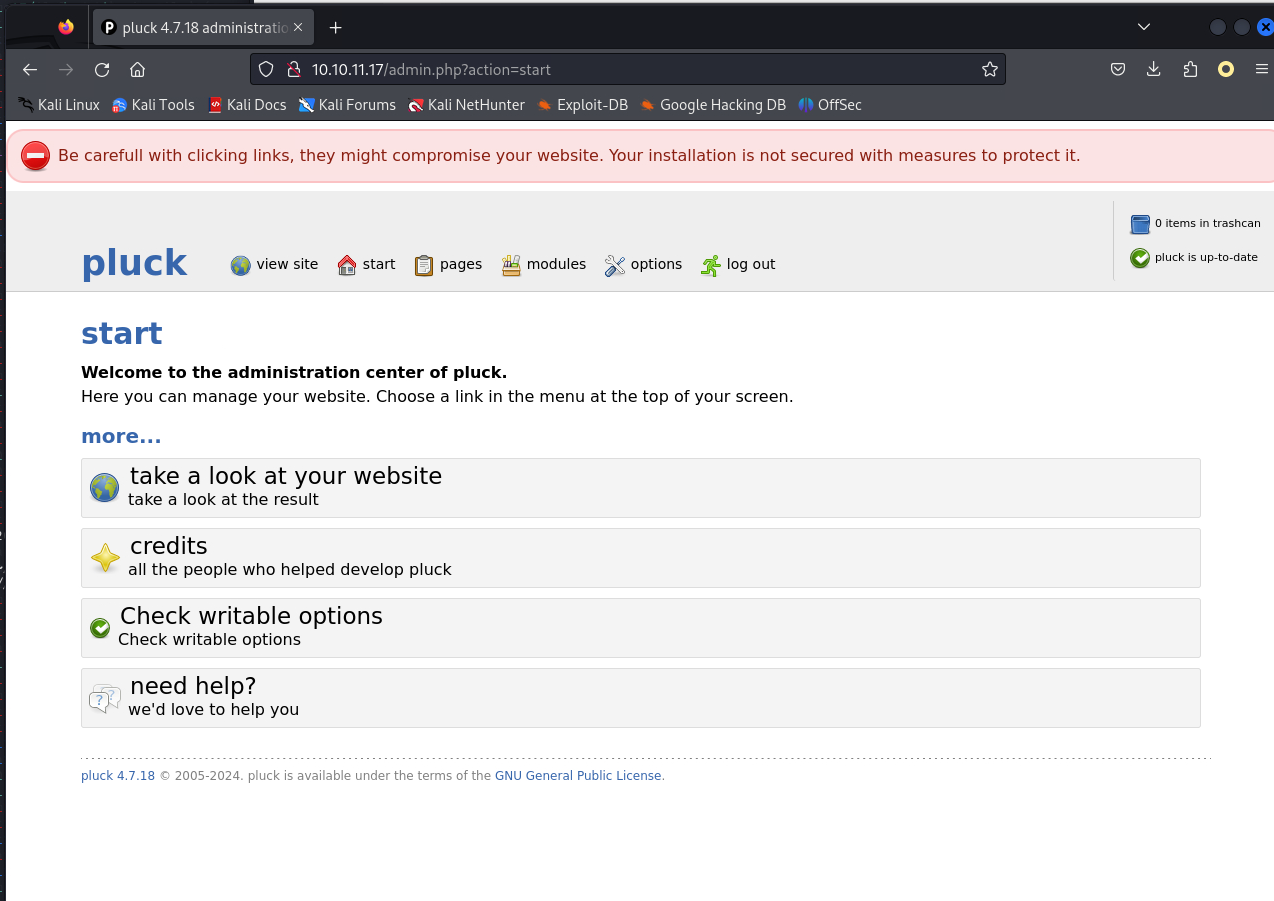 pluck 4.7.18 administratio
10.10.11.17/admin.php?action=start
Kali Linux Kali Tools Kali Docs Kali Forums Kali NetHunter Exploit-DB Google Hacking DB OffSec
Be carefull with clicking links, they might compromise your website. Your installation is not secured with measures to protect it.
0 items in trashcan
pluck view site start pages modules options log out
pluck is up-to-date
start
Welcome to the administration center of pluck.
Here you can manage your website. Choose a link in the menu at the top of your screen.
more...
take a look at your website
take a look at the result
credits
all the people who helped develop pluck
Check writable options
Check writable options
need help?
we'd love to help you
pluck 4.7.18 © 2005-2024. pluck is available under the terms of the GNU General Public License.